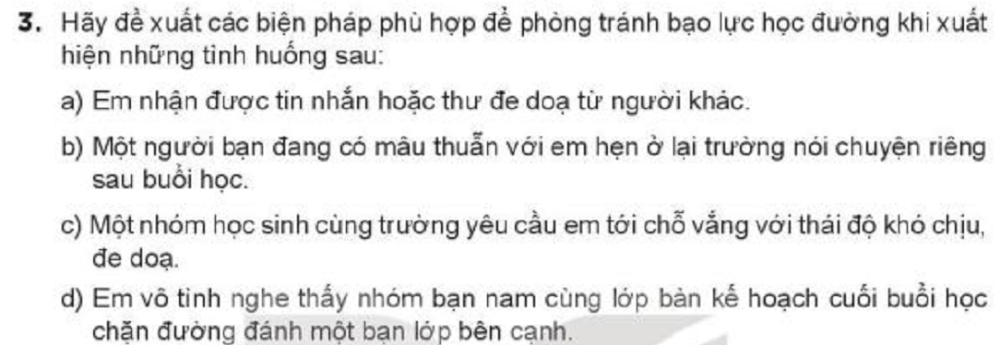 3. Hãy đề xuất các biện pháp phù hợp để phòng tránh bạo lực học đường khi xuất
hiện những tình huống sau:
a) Em nhận được tin nhắn hoặc thư đe doạ từ người khác.
b) Một người bạn đang có mâu thuẫn với em hẹn ở lại trường nói chuyện riêng
sau buổi học.
c) Một nhóm học sinh cùng trường yêu cầu em tới chỗ vắng với thái độ khó chịu,
đe doạ.
d) Em vô tình nghe thấy nhóm bạn nam cùng lớp bàn kế hoạch cuối buổi học
chặn đường đánh một bạn lớp bên cạnh.